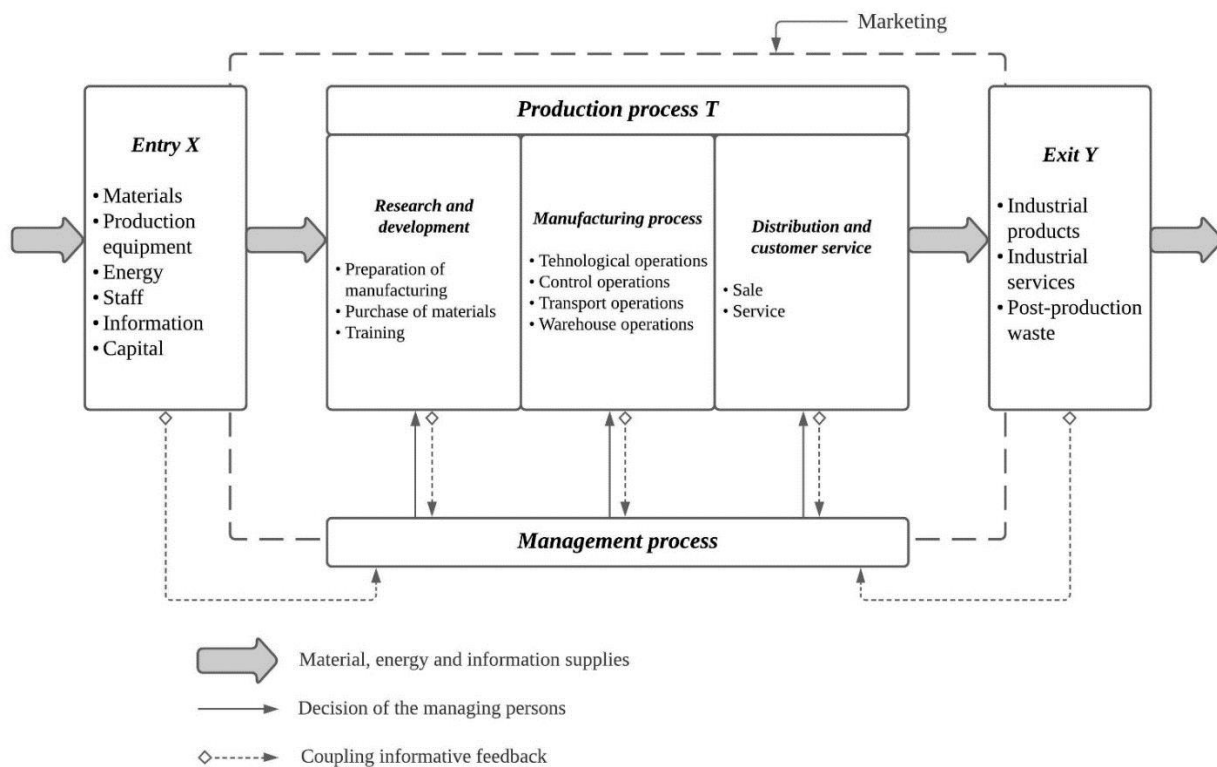 Marketing
Entry X
• Materials
• Production
equipment
• Energy
• Staff
• Information
• Capital
Production process T
Research and
development
• Preparation of
manufacturing
• Purchase of materials
• Training
Manufacturing process
• Tehnological operations
• Control operations
• Transport operations
• Warehouse operations
Distribution and
customer service
• Sale
• Service
Exit Y
• Industrial
products
• Industrial
services
• Post-production
waste
Management process
Material, energy and information supplies
Decision of the managing persons
Coupling informative feedback